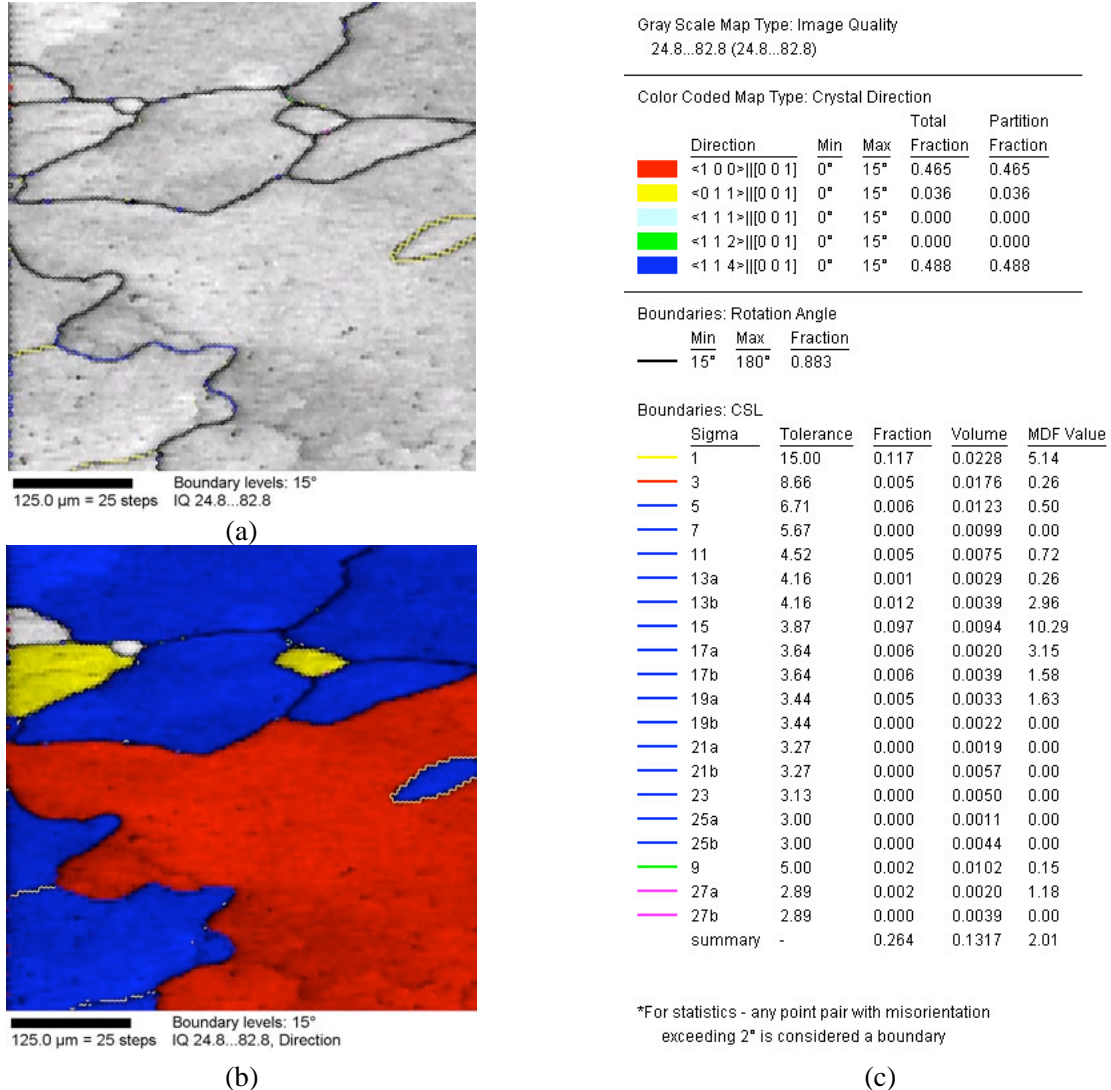 Boundary levels: 15°
125.0 µm = 25 steps IQ 24.8...82.8
(a)
Boundary levels: 15°
125.0 µm = 25 steps IQ 24.8...82.8, Direction
(b)
Gray Scale Map Type: Image Quality
24.8...82.8 (24.8...82.8)
Color Coded Map Type: Crystal Direction
Total Partition
Direction Min Max Fraction Fraction
<1 0 0>||[0 0 1] 0° 15° 0.465 0.465
<0 1 1>||[0 0 1] 0° 15° 0.036 0.036
<1 1 1>||[0 0 1] 0° 15° 0.000 0.000
<1 1 2>||[0 0 1] 0° 15° 0.000 0.000
<1 1 4>||[0 0 1] 0° 15° 0.488 0.488
Boundaries: Rotation Angle
Min Max Fraction
15° 180° 0.883
Boundaries: CSL
Sigma Tolerance Fraction Volume MDF Value
1 15.00 0.117 0.0228 5.14
3 8.66 0.005 0.0176 0.26
5 6.71 0.006 0.0123 0.50
7 5.67 0.000 0.0099 0.00
11 4.52 0.005 0.0075 0.72
13a 4.16 0.001 0.0029 0.26
13b 4.16 0.012 0.0039 2.96
15 3.87 0.097 0.0094 10.29
17a 3.64 0.006 0.0020 3.15
17b 3.64 0.006 0.0039 1.58
19a 3.44 0.005 0.0033 1.63
19b 3.44 0.000 0.0022 0.00
21a 3.27 0.000 0.0019 0.00
21b 3.27 0.000 0.0057 0.00
23 3.13 0.000 0.0050 0.00
25a 3.00 0.000 0.0011 0.00
25b 3.00 0.000 0.0044 0.00
9 5.00 0.002 0.0102 0.15
27a 2.89 0.002 0.0020 1.18
27b 2.89 0.000 0.0039 0.00
summary - 0.264 0.1317 2.01
*For statistics - any point pair with misorientation
exceeding 2° is considered a boundary
(c)